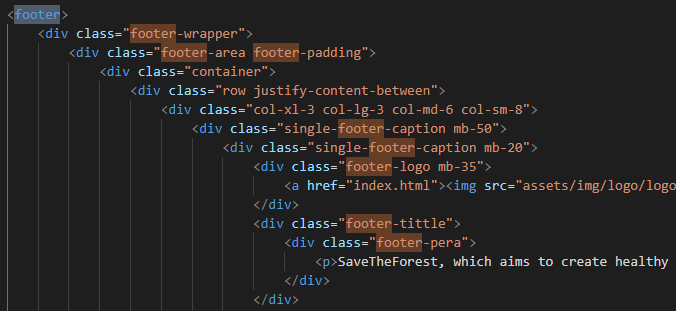 <footer>
<div class="footer-wrapper">
<div class="footer-area footer-padding">
<div class="container">
<div class="row justify-content-between">
<div class="col-xl-3 col-lg-3 col-md-6 col-sm-8">
<div class="single-footer-caption mb-50">
<div class="single-footer-caption mb-20">
<div class="footer-logo mb-35">
<a href="index.html"><img src="assets/img/logo/logo
</div>
<div class="footer-tittle">
<div class="footer-pera">
<p>SaveTheForest, which aims to create healthy
</div>
</div>